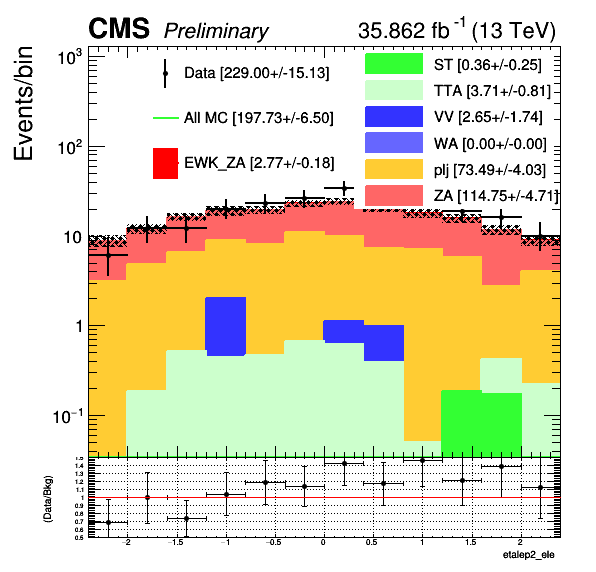 CMS Preliminary 35.862 fb⁻¹ (13 TeV)
Events/bin
10³
10²
10
1
10⁻¹
Data [229.00+/-15.13]
All MC [197.73+/-6.50]
EWK_ZA [2.77+/-0.18]
ST [0.36+/-0.25]
TTA [3.71+/-0.81]
VV [2.65+/-1.74]
WA [0.00+/-0.00]
plj [73.49+/-4.03]
ZA [114.75+/-4.71]
(Data/Bkg)
1.5
1.4
1.3
1.2
1.1
1
0.9
0.8
0.7
0.6
0.5
−2 −1.5 −1 −0.5 0 0.5 1 1.5 2
etalep2_ele